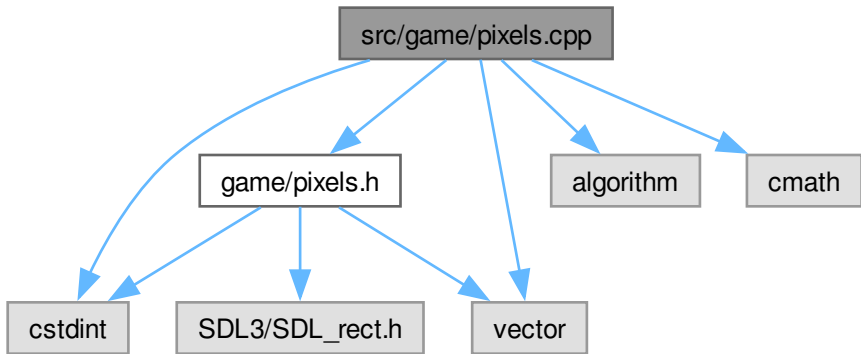 src/game/pixels.cpp
game/pixels.h
algorithm
cmath
cstdint
SDL3/SDL_rect.h
vector